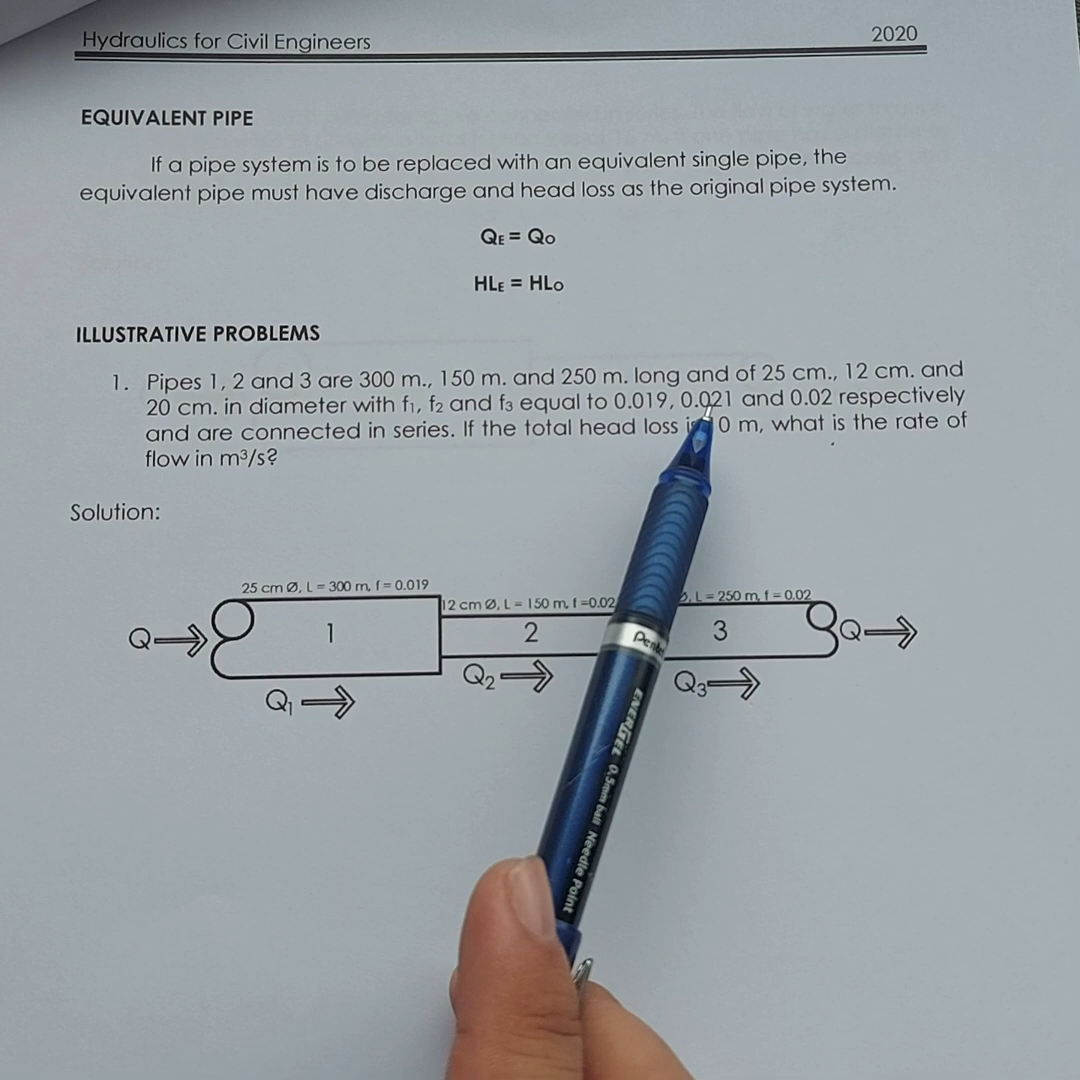 Hydraulics for Civil Engineers 2020
EQUIVALENT PIPE
If a pipe system is to be replaced with an equivalent single pipe, the
equivalent pipe must have discharge and head loss as the original pipe system.
QE = QO
HLE = HLO
ILLUSTRATIVE PROBLEMS
1. Pipes 1, 2 and 3 are 300 m., 150 m. and 250 m. long and of 25 cm., 12 cm. and
20 cm. in diameter with f1, f2 and f3 equal to 0.019, 0.021 and 0.02 respectively
and are connected in series. If the total head loss 0 m, what is the rate of
flow in m³/s?
Solution:
25 cm Ø, L = 300 m, f = 0.019
12 cm Ø, L = 150 m, f =0.02
, L = 250 m, f = 0.02
Q 1 2 3 Q
Q1 Q2 Q3
Pente
ENERGEL 0.5mm ball Needle Point